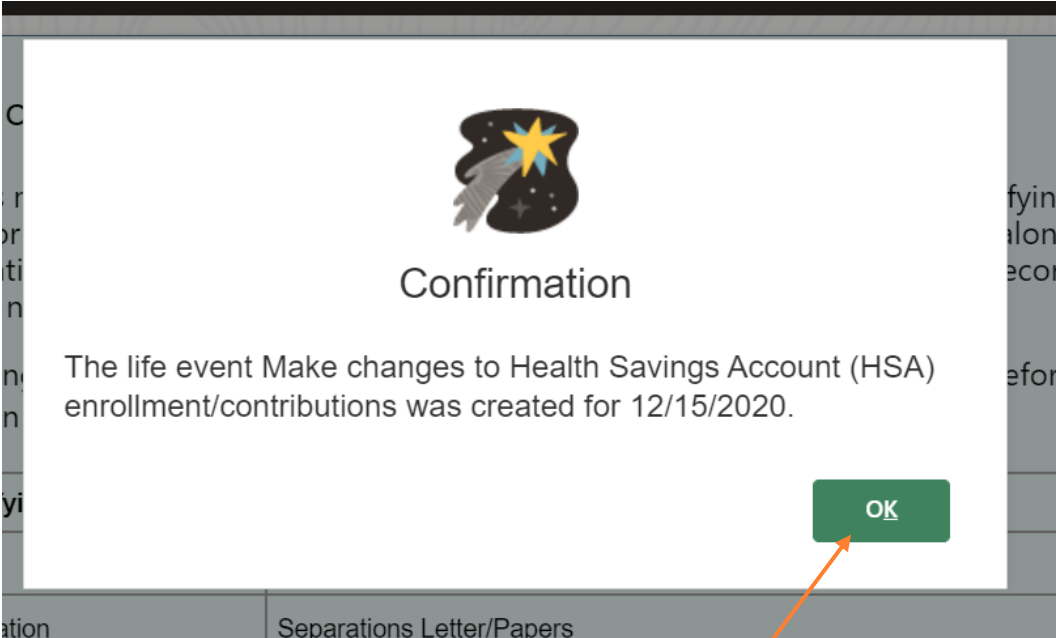 Confirmation
The life event Make changes to Health Savings Account (HSA)
enrollment/contributions was created for 12/15/2020.
OK
Separations Letter/Papers